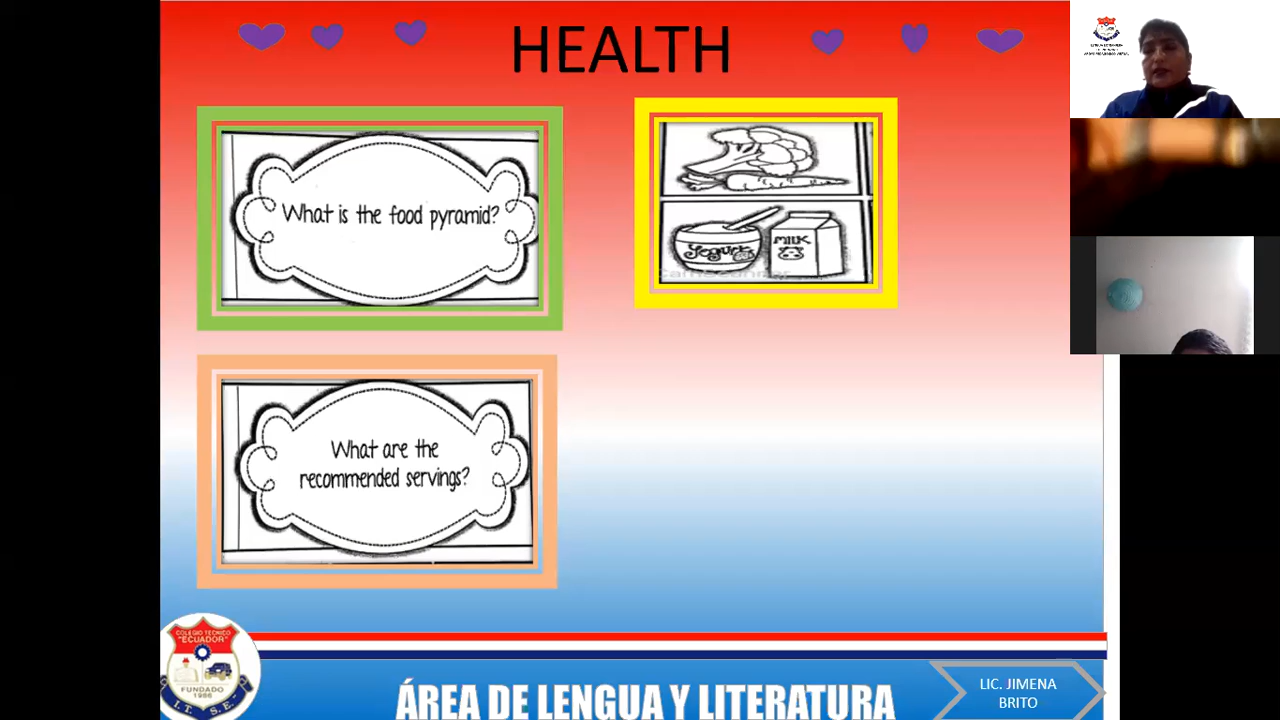 HEALTH
What is the food pyramid?
Yogurt
MILK
What are the
recommended servings?
COLEGIO TÉCNICO
"ECUADOR"
FUNDADO
1986
I. T. S. E.
ÁREA DE LENGUA Y LITERATURA
LIC. JIMENA
BRITO